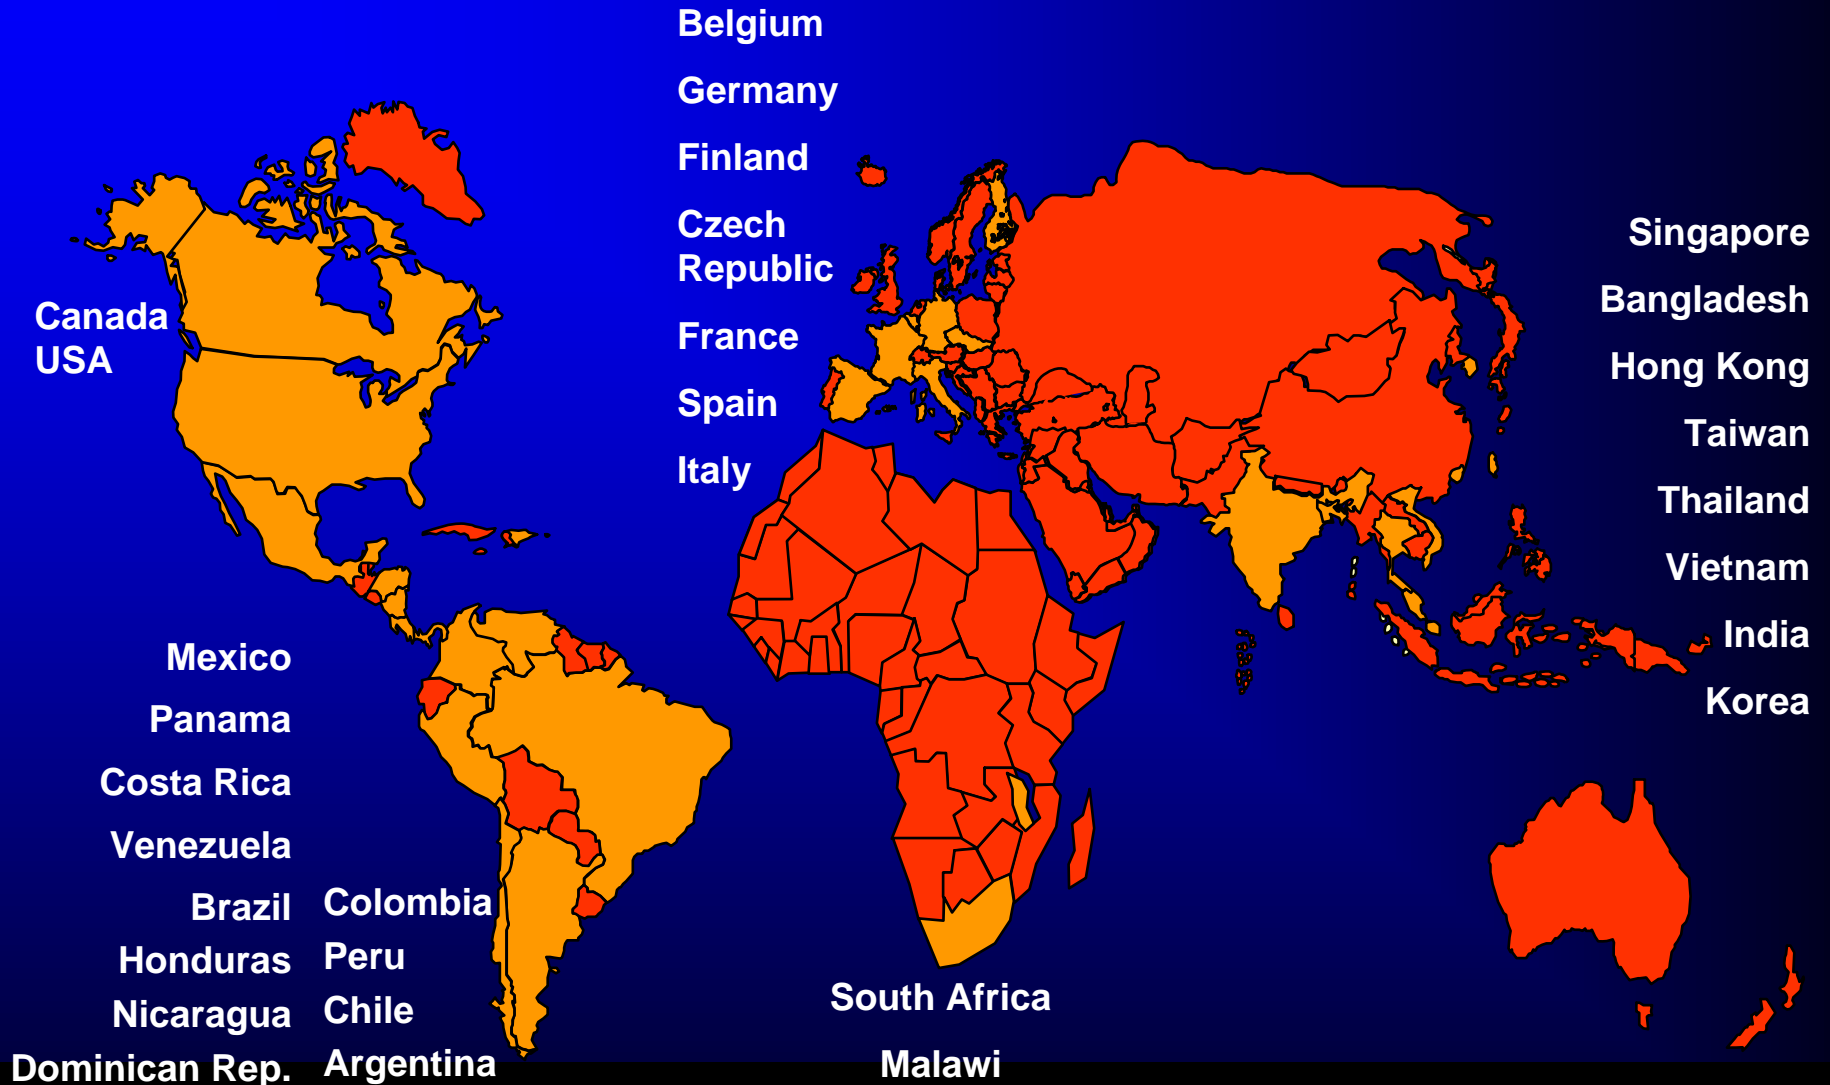 Belgium
Germany
Finland
Czech
Republic
France
Spain
Italy
Canada
USA
Singapore
Bangladesh
Hong Kong
Taiwan
Thailand
Vietnam
India
Korea
Mexico
Panama
Costa Rica
Venezuela
Brazil
Honduras
Nicaragua
Dominican Rep.
Colombia
Peru
Chile
Argentina
South Africa
Malawi